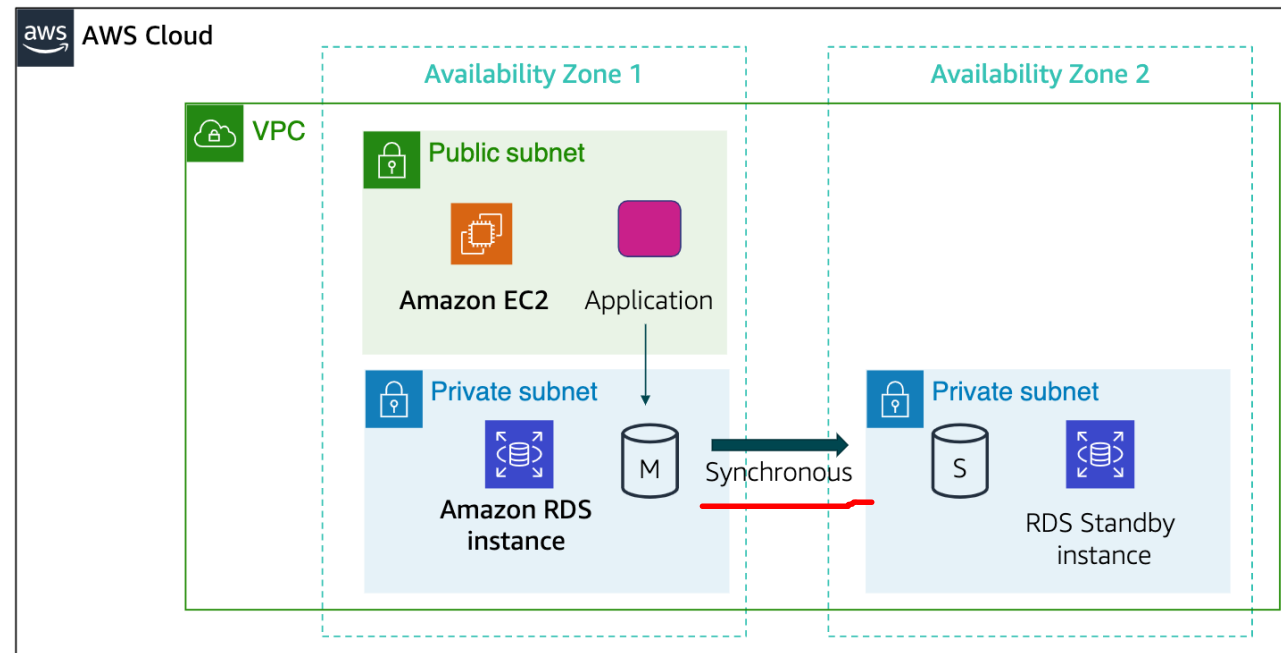 aws
AWS Cloud
Availability Zone 1
Availability Zone 2
VPC
Public subnet
Amazon EC2
Application
Private subnet
Private subnet
M
Synchronous
S
Amazon RDS
instance
RDS Standby
instance